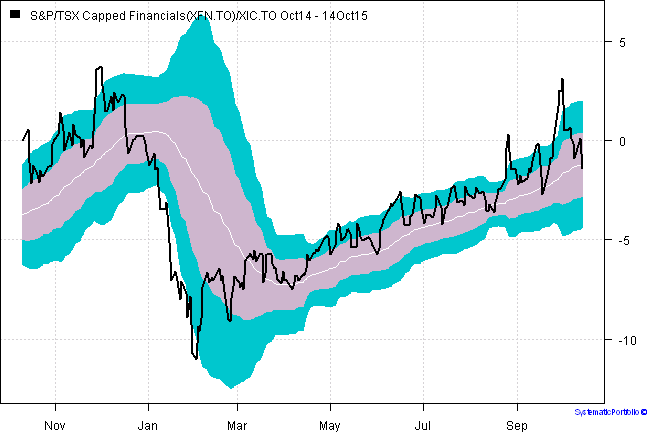 S&P/TSX Capped Financials(XFN.TO)/XIC.TO Oct14 - 14Oct15
5
0
-5
-10
Nov Jan Mar May Jul Sep
SystematicPortfolio ©